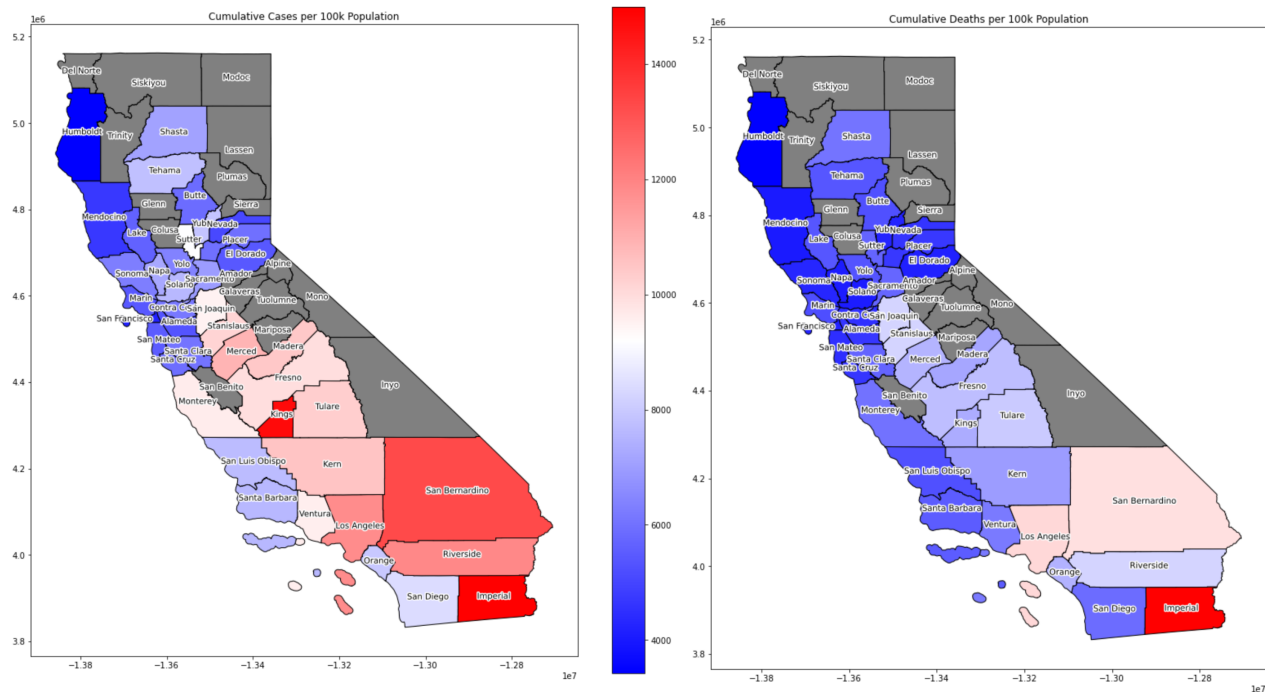 Cumulative Cases per 100k Population
1e6
5.2
5.0
4.8
4.6
4.4
4.2
4.0
3.8
Del Norte
Siskiyou
Modoc
Humboldt
Trinity
Shasta
Lassen
Tehama
Plumas
Butte
Glenn
Sierra
Mendocino
Colusa
Yub
Nevada
Lake
Sutter
Placer
El Dorado
Yolo
Sonoma
Napa
Sacramento
Amador
Alpine
Solano
Marin
Calaveras
Mono
Contra C
San Joaquin
Tuolumne
San Francisco
Alameda
Stanislaus
Mariposa
San Mateo
Santa Clara
Merced
Madera
Santa Cruz
Fresno
San Benito
Inyo
Monterey
Kings
Tulare
San Luis Obispo
Kern
Santa Barbara
San Bernardino
Ventura
Los Angeles
Orange
Riverside
San Diego
Imperial
−1.38
−1.36
−1.34
−1.32
−1.30
−1.28
1e7
14000
12000
10000
8000
6000
4000
Cumulative Deaths per 100k Population
1e6
5.2
5.0
4.8
4.6
4.4
4.2
4.0
3.8
Del Norte
Siskiyou
Modoc
Humboldt
Trinity
Shasta
Lassen
Tehama
Plumas
Butte
Glenn
Sierra
Mendocino
Colusa
Yub
Nevada
Lake
Sutter
Placer
El Dorado
Yolo
Sonoma
Napa
Sacramento
Amador
Alpine
Solano
Marin
Calaveras
Mono
Contra C
San Joaquin
Tuolumne
San Francisco
Alameda
Stanislaus
Mariposa
San Mateo
Santa Clara
Merced
Madera
Santa Cruz
Fresno
San Benito
Inyo
Monterey
Kings
Tulare
San Luis Obispo
Kern
Santa Barbara
San Bernardino
Ventura
Los Angeles
Orange
Riverside
San Diego
Imperial
−1.38
−1.36
−1.34
−1.32
−1.30
−1.28
1e7